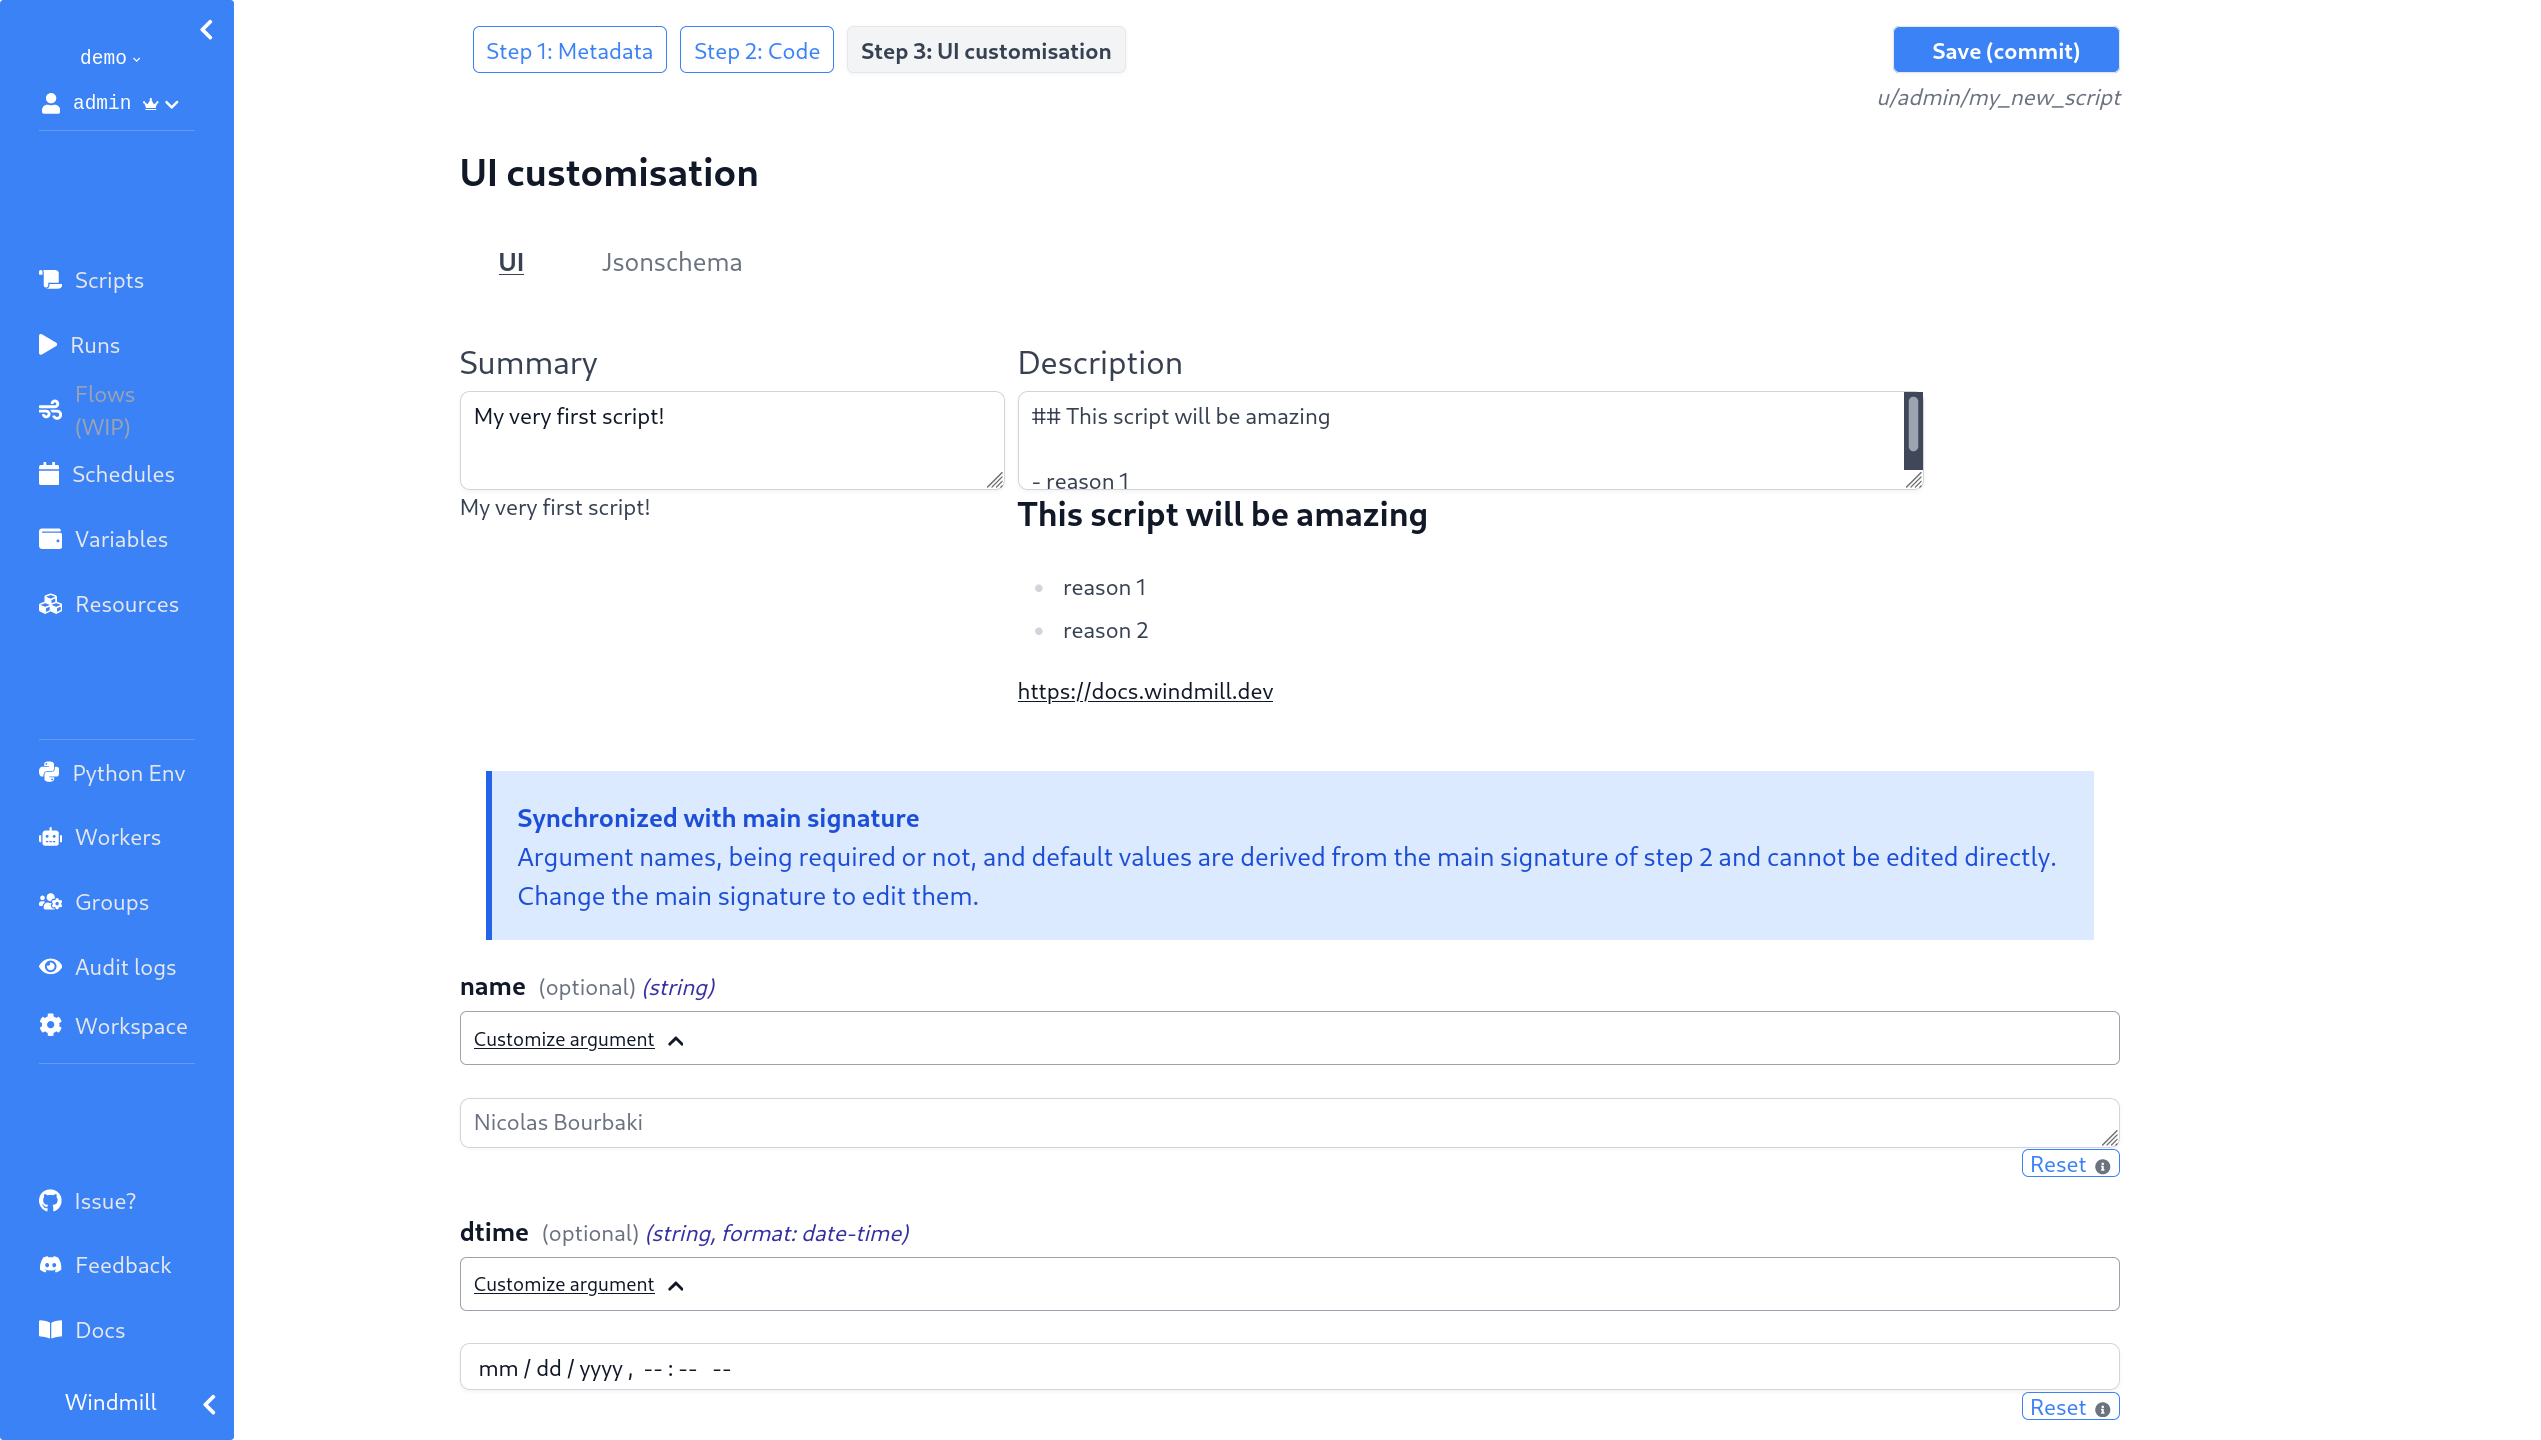 demo
admin
Scripts
Runs
Flows
(WIP)
Schedules
Variables
Resources
Python Env
Workers
Groups
Audit logs
Workspace
Issue?
Feedback
Docs
Windmill
Step 1: Metadata
Step 2: Code
Step 3: UI customisation
Save (commit)
u/admin/my_new_script
UI customisation
UI
Jsonschema
Summary
My very first script!
My very first script!
Description
## This script will be amazing
- reason 1
This script will be amazing
reason 1
reason 2
https://docs.windmill.dev
Synchronized with main signature
Argument names, being required or not, and default values are derived from the main signature of step 2 and cannot be edited directly.
Change the main signature to edit them.
name (optional) (string)
Customize argument
Nicolas Bourbaki
Reset
dtime (optional) (string, format: date-time)
Customize argument
mm / dd / yyyy , -- : -- --
Reset